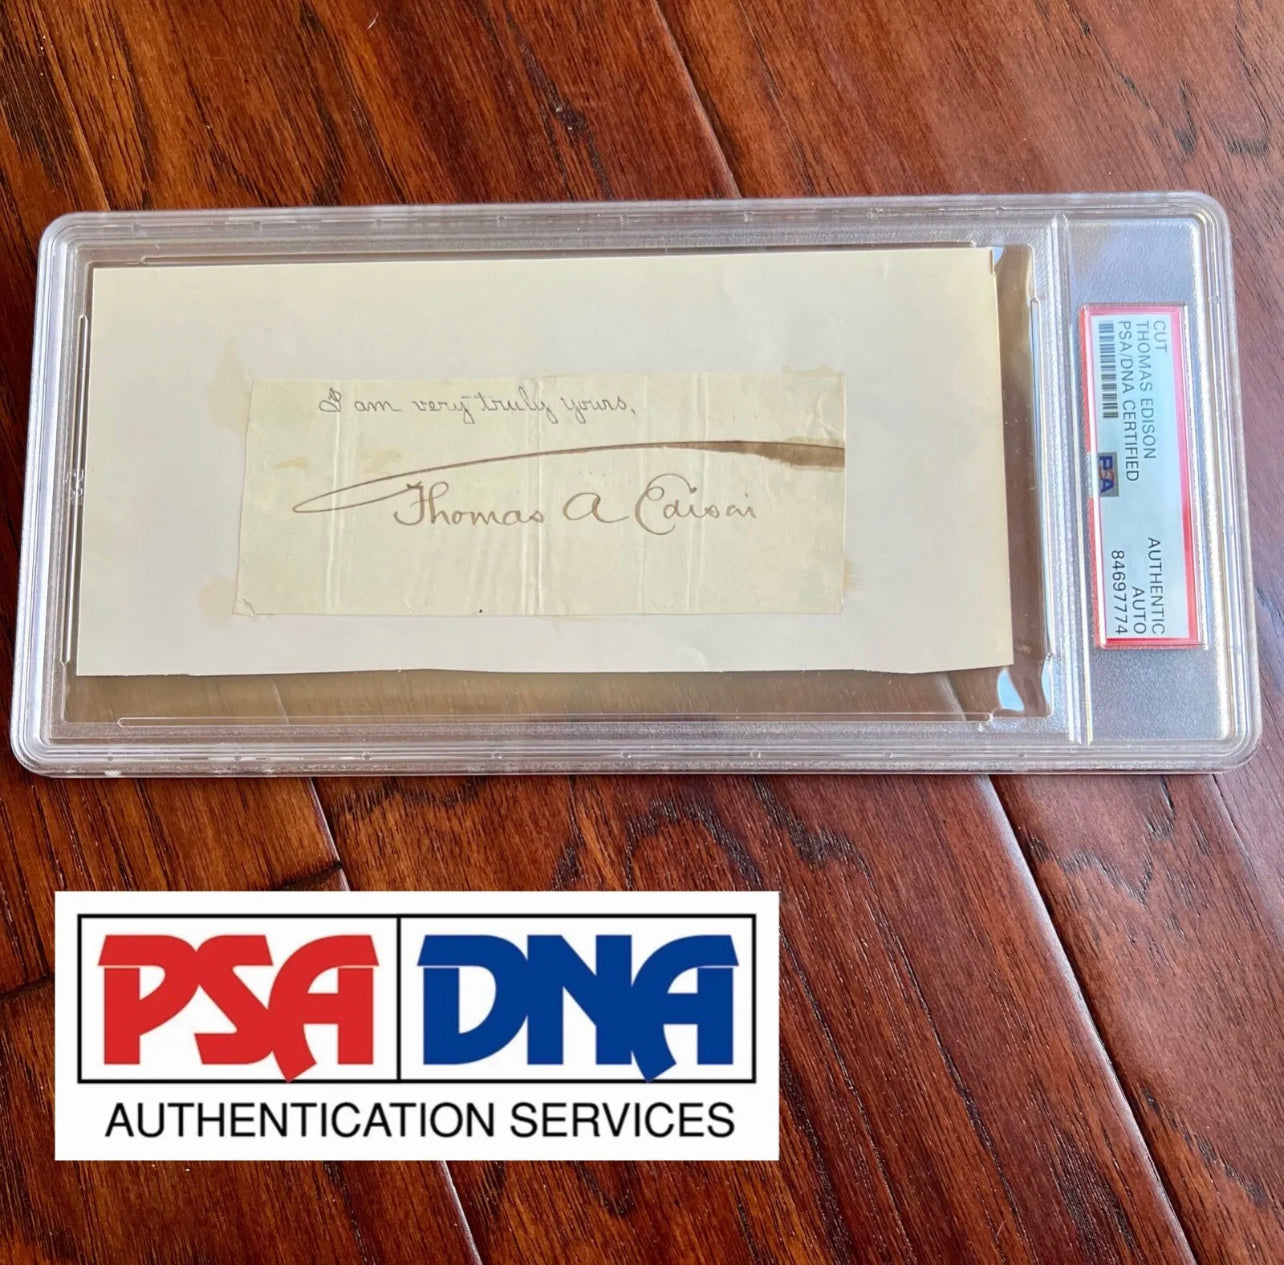 I am very truly yours,
Thomas A Edison
CUT
THOMAS EDISON
PSA/DNA CERTIFIED
PSA
AUTHENTIC
AUTO
84697774
PSA DNA
AUTHENTICATION SERVICES